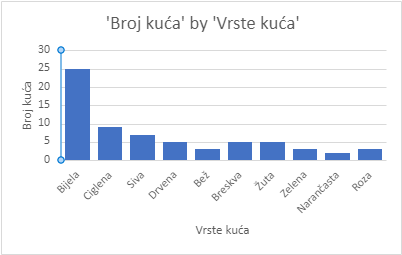 'Broj kuća' by 'Vrste kuća'
Broj kuća
30
25
20
15
10
5
0
Bijela
Ciglena
Siva
Drvena
Bež
Breskva
Žuta
Zelena
Narančasta
Roza
Vrste kuća